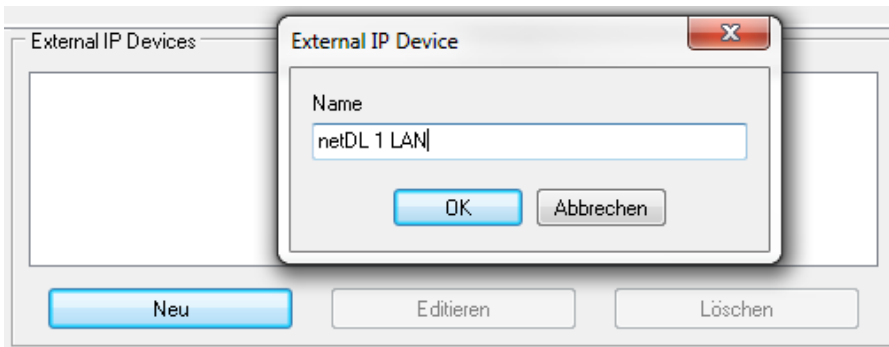 External IP Devices
External IP Device
Name
netDL 1 LAN
OK
Abbrechen
Neu
Editieren
Löschen